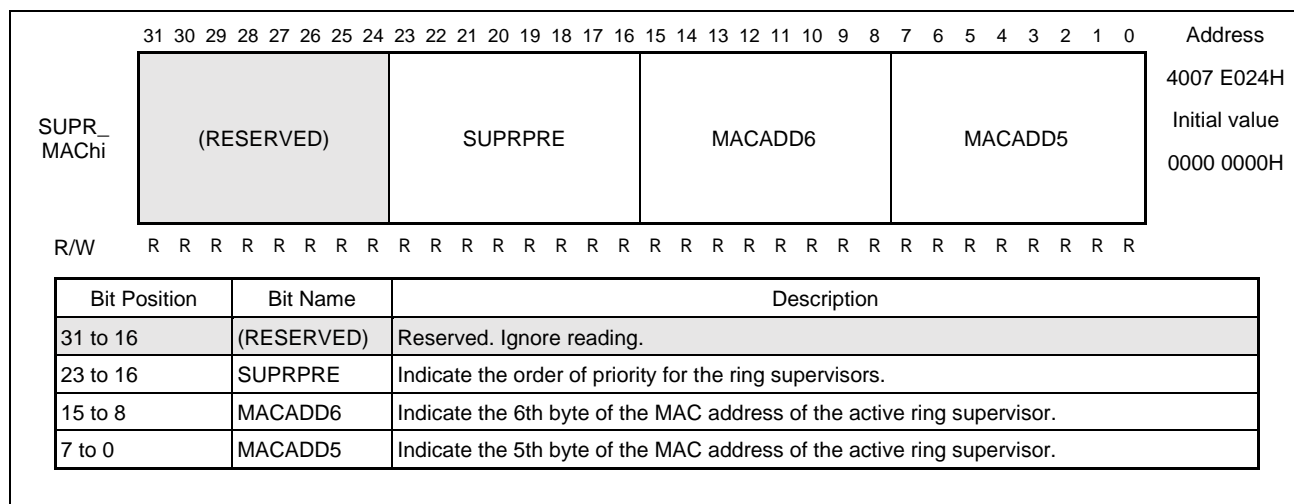 31 30 29 28 27 26 25 24 23 22 21 20 19 18 17 16 15 14 13 12 11 10 9 8 7 6 5 4 3 2 1 0 Address
4007 E024H
SUPR_
MAChi
(RESERVED) SUPRPRE MACADD6 MACADD5
Initial value
0000 0000H
R/W R R R R R R R R R R R R R R R R R R R R R R R R R R R R R R R R
Bit Position Bit Name Description
31 to 16 (RESERVED) Reserved. Ignore reading.
23 to 16 SUPRPRE Indicate the order of priority for the ring supervisors.
15 to 8 MACADD6 Indicate the 6th byte of the MAC address of the active ring supervisor.
7 to 0 MACADD5 Indicate the 5th byte of the MAC address of the active ring supervisor.